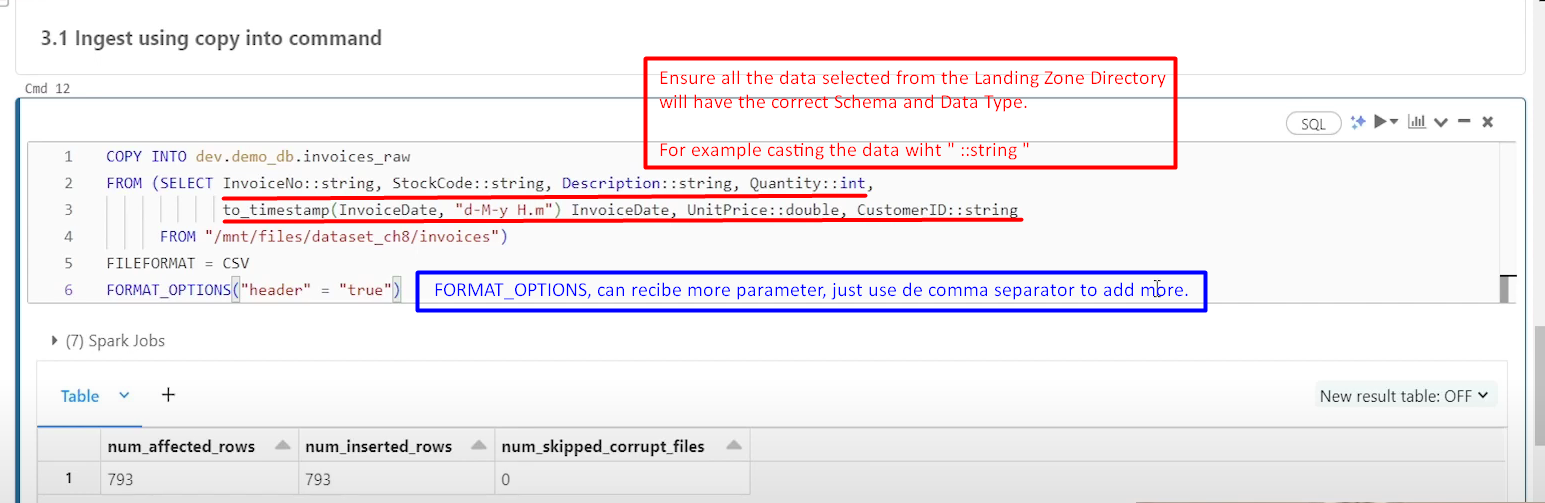 3.1 Ingest using copy into command
Ensure all the data selected from the Landing Zone Directory
will have the correct Schema and Data Type.
For example casting the data wiht " ::string "
Cmd 12
SQL
1 COPY INTO dev.demo_db.invoices_raw
2 FROM (SELECT InvoiceNo::string, StockCode::string, Description::string, Quantity::int,
3 to_timestamp(InvoiceDate, "d-M-y H.m") InvoiceDate, UnitPrice::double, CustomerID::string
4 FROM "/mnt/files/dataset_ch8/invoices")
5 FILEFORMAT = CSV
6 FORMAT_OPTIONS("header" = "true") FORMAT_OPTIONS, can recibe more parameter, just use de comma separator to add more.
(7) Spark Jobs
Table +
New result table: OFF
num_affected_rows num_inserted_rows num_skipped_corrupt_files
1 793 793 0